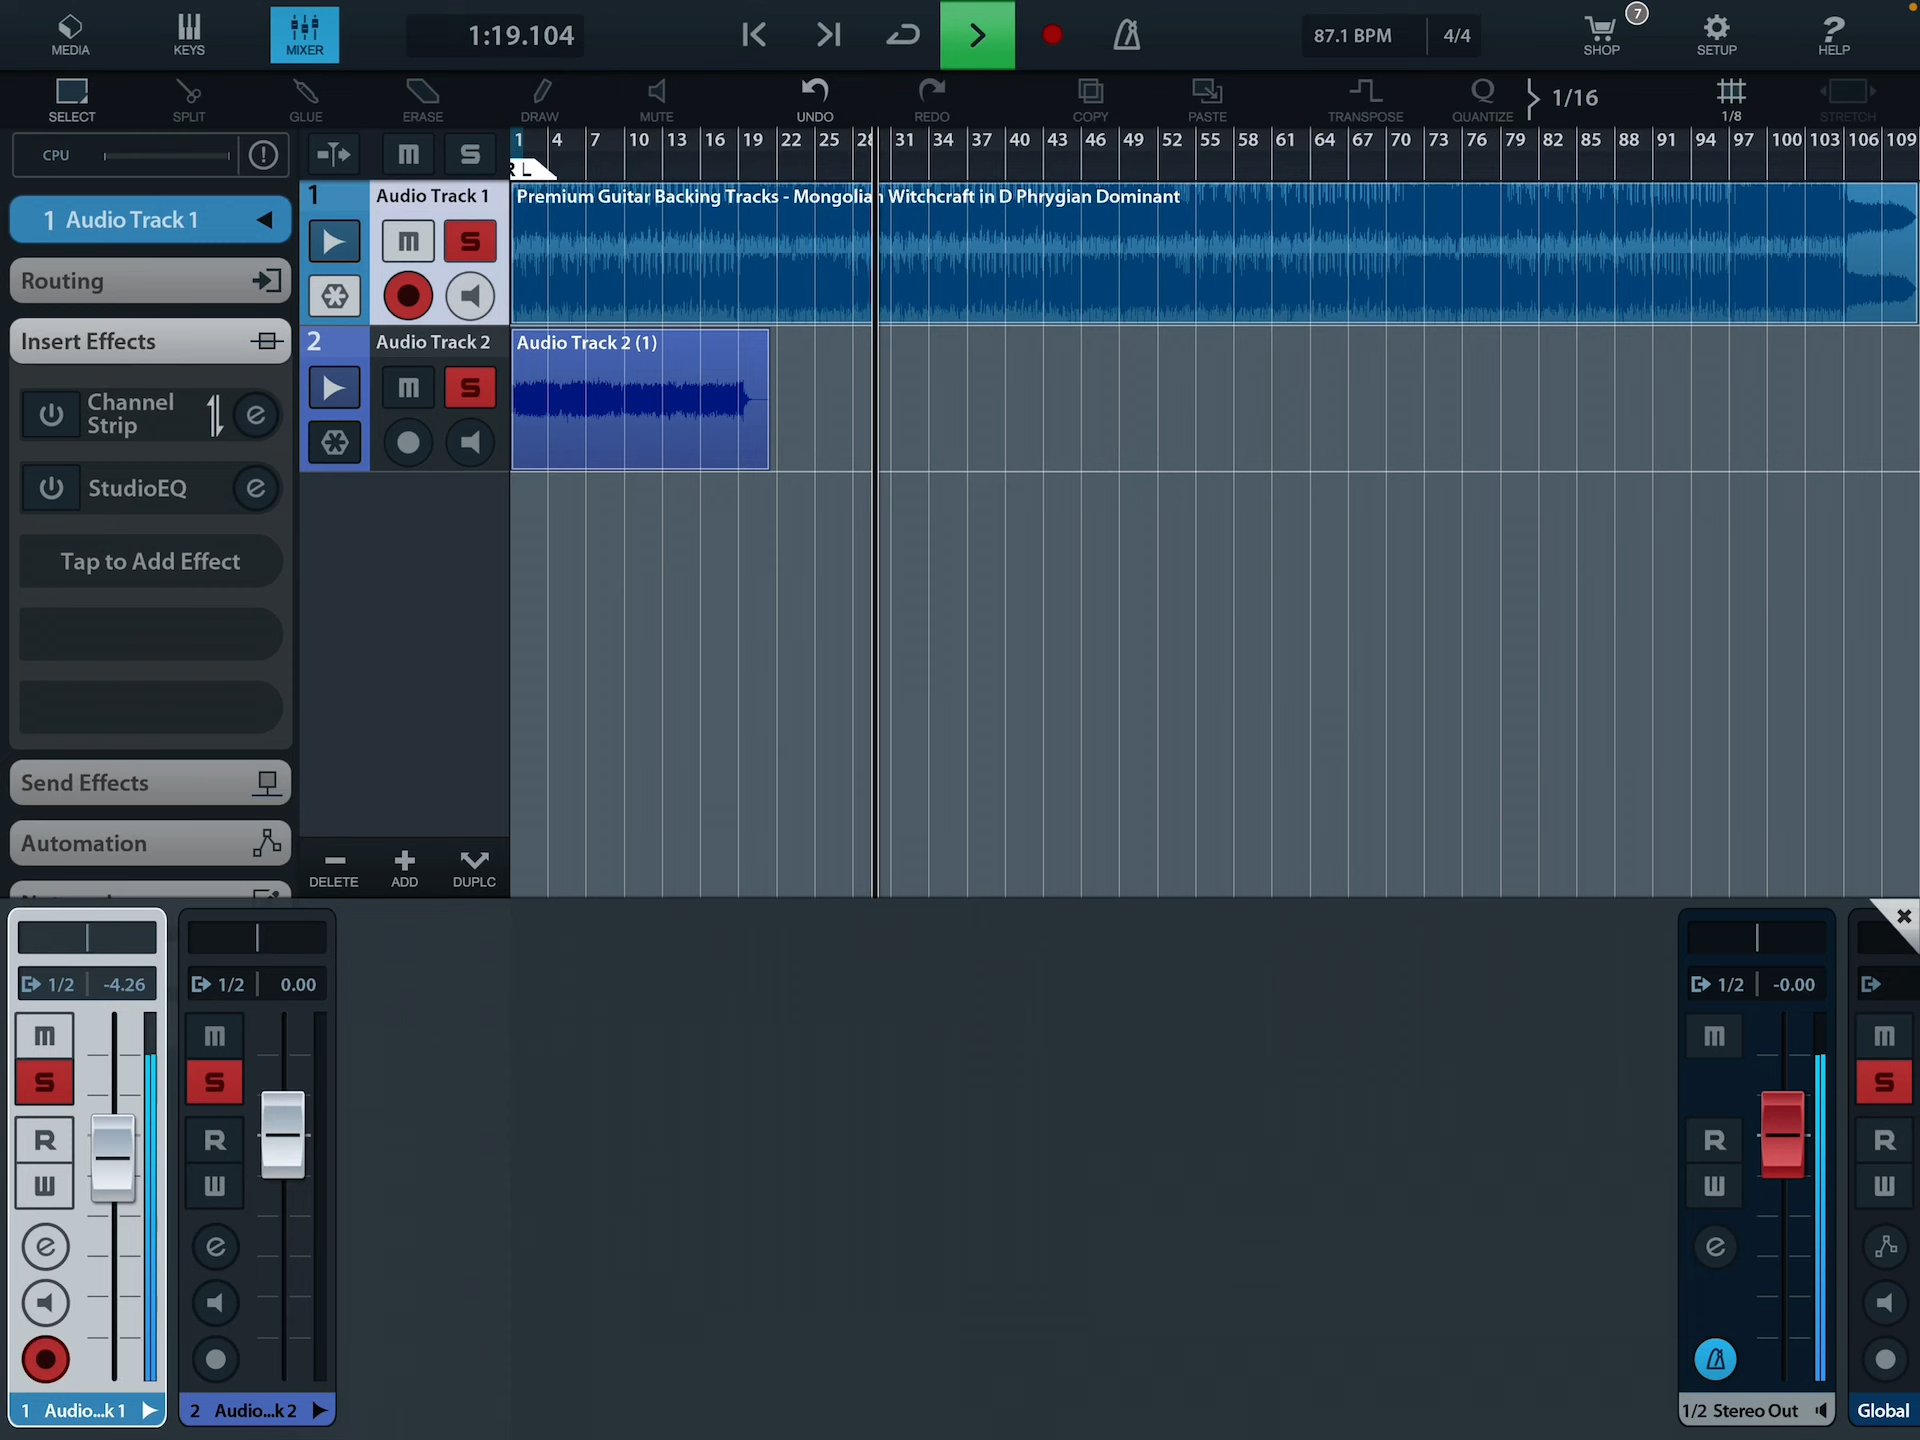 MEDIA
KEYS
MIXER
1:19.104
87.1 BPM 4/4
SHOP
7
SETUP
HELP
SELECT
SPLIT
GLUE
ERASE
DRAW
MUTE
UNDO
REDO
COPY
PASTE
TRANSPOSE
Q
QUANTIZE
1/16
1/8
STRETCH
CPU
m S
1 4 7 10 13 16 19 22 25 28 31 34 37 40 43 46 49 52 55 58 61 64 67 70 73 76 79 82 85 88 91 94 97 100 103 106 109
R L
1 Audio Track 1
Routing
Insert Effects
Channel
Strip
e
StudioEQ
e
Tap to Add Effect
Send Effects
Automation
1
Audio Track 1
m S
Premium Guitar Backing Tracks - Mongolian Witchcraft in D Phrygian Dominant
2
Audio Track 2
m S
Audio Track 2 (1)
DELETE
ADD
DUPLC
1/2 -4.26
m
S
R
W
e
1 Audio...k 1
1/2 0.00
m
S
R
W
e
2 Audio...k 2
1/2 -0.00
m
R
W
e
1/2 Stereo Out
m
S
R
W
Global